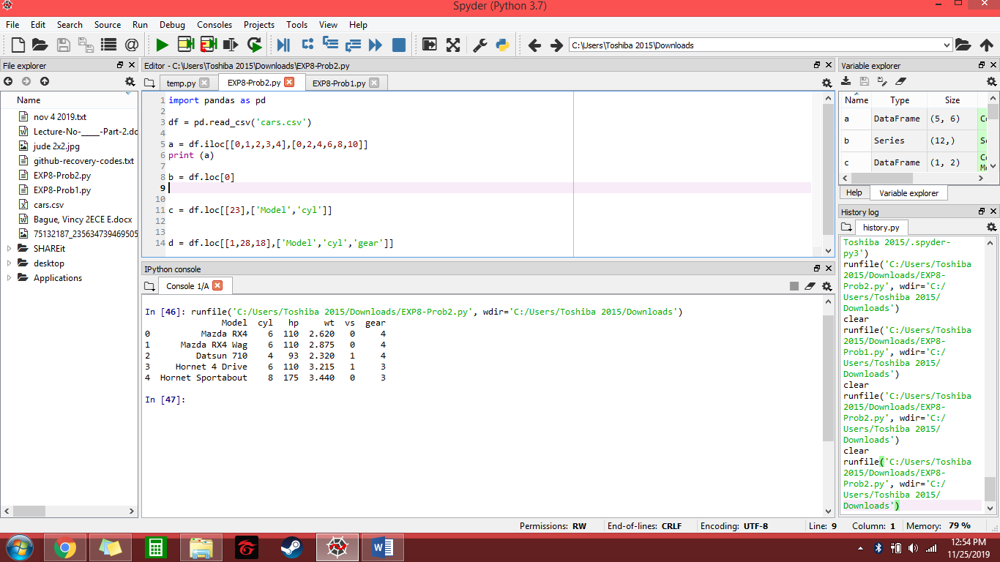 Spyder (Python 3.7)
File Edit Search Source Run Debug Consoles Projects Tools View Help
C:\Users\Toshiba 2015\Downloads
File explorer
Name
nov 4 2019.txt
Lecture-No-____-Part-2.dc
jude 2x2.jpg
github-recovery-codes.txt
EXP8-Prob2.py
EXP8-Prob1.py
cars.csv
Bague, Vincy 2ECE E.docx
75132187_235634739469505
SHAREit
desktop
Applications
Editor - C:\Users\Toshiba 2015\Downloads\EXP8-Prob2.py
temp.py EXP8-Prob2.py EXP8-Prob1.py
1 import pandas as pd
2
3 df = pd.read_csv('cars.csv')
4
5 a = df.iloc[[0,1,2,3,4],[0,2,4,6,8,10]]
6 print (a)
7
8 b = df.loc[0]
9
10
11 c = df.loc[[23],['Model','cyl']]
12
13
14 d = df.loc[[1,28,18],['Model','cyl','gear']]
IPython console
Console 1/A
In [46]: runfile('C:/Users/Toshiba 2015/Downloads/EXP8-Prob2.py', wdir='C:/Users/Toshiba 2015/Downloads')
Model cyl hp wt vs gear
0 Mazda RX4 6 110 2.620 0 4
1 Mazda RX4 Wag 6 110 2.875 0 4
2 Datsun 710 4 93 2.320 1 4
3 Hornet 4 Drive 6 110 3.215 1 3
4 Hornet Sportabout 8 175 3.440 0 3
In [47]:
Variable explorer
Name Type Size
a DataFrame (5, 6)
b Series (12,)
c DataFrame (1, 2)
Help Variable explorer
History log
history.py
Toshiba 2015/.spyder-
py3')
runfile('C:/Users/Toshiba
2015/Downloads/EXP8-
Prob2.py', wdir='C:/
Users/Toshiba 2015/
Downloads')
clear
runfile('C:/Users/Toshiba
2015/Downloads/EXP8-
Prob1.py', wdir='C:/
Users/Toshiba 2015/
Downloads')
clear
runfile('C:/Users/Toshiba
2015/Downloads/EXP8-
Prob2.py', wdir='C:/
Users/Toshiba 2015/
Downloads')
clear
runfile('C:/Users/Toshiba
2015/Downloads/EXP8-
Prob2.py', wdir='C:/
Users/Toshiba 2015/
Downloads')
Permissions: RW End-of-lines: CRLF Encoding: UTF-8 Line: 9 Column: 1 Memory: 79 %
12:54 PM
11/25/2019